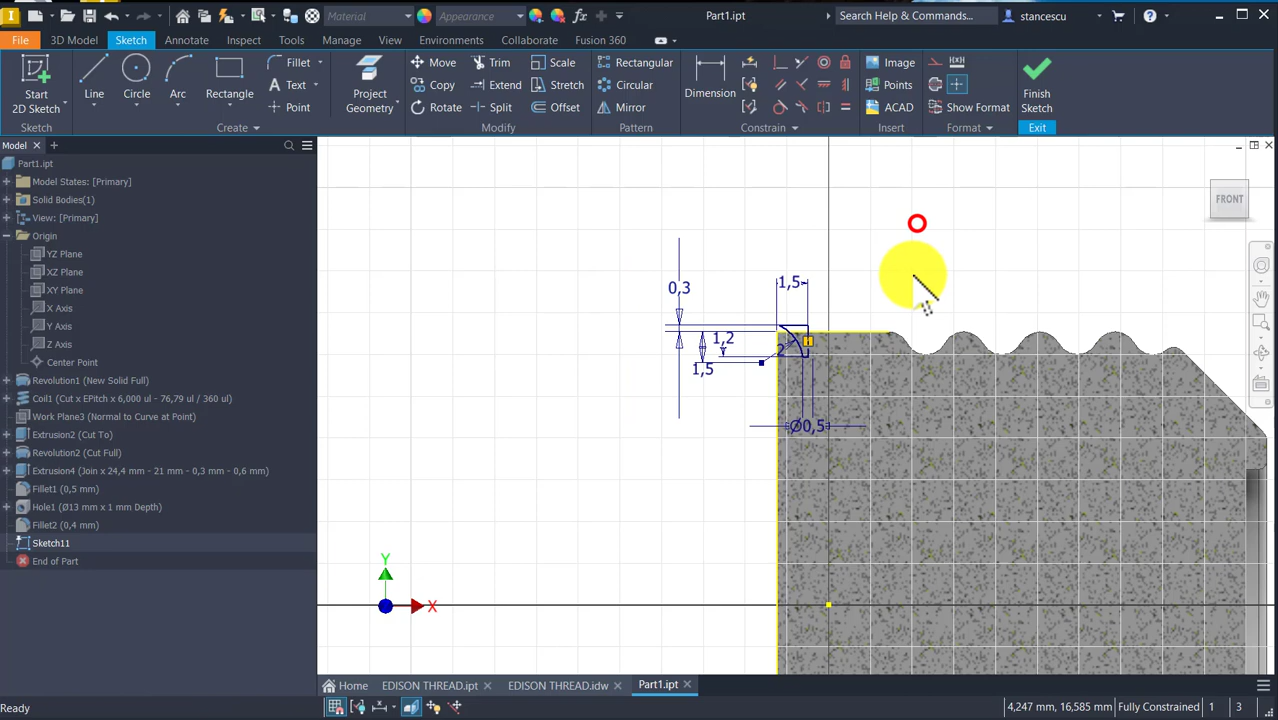 Material
Appearance
fx
Part1.ipt
Search Help & Commands...
stancescu
File
3D Model
Sketch
Annotate
Inspect
Tools
Manage
View
Environments
Collaborate
Fusion 360
Start
2D Sketch
Line
Circle
Arc
Rectangle
Fillet
Text
Point
Project
Geometry
Move
Copy
Rotate
Trim
Extend
Split
Scale
Stretch
Offset
Rectangular
Circular
Mirror
Dimension
Image
Points
ACAD
Show Format
Finish
Sketch
Sketch
Create
Modify
Pattern
Constrain
Insert
Format
Exit
Model
Part1.ipt
Model States: [Primary]
Solid Bodies(1)
View: [Primary]
Origin
YZ Plane
XZ Plane
XY Plane
X Axis
Y Axis
Z Axis
Center Point
Revolution1 (New Solid Full)
Coil1 (Cut x EPitch x 6,000 ul - 76,79 ul / 360 ul)
Work Plane3 (Normal to Curve at Point)
Extrusion2 (Cut To)
Revolution2 (Cut Full)
Extrusion4 (Join x 24,4 mm - 21 mm - 0,3 mm - 0,6 mm)
Fillet1 (0,5 mm)
Hole1 (Ø13 mm x 1 mm Depth)
Fillet2 (0,4 mm)
Sketch11
End of Part
FRONT
0,3
1,5
1,2
2
1,5
Ø0,5
Y
X
Home
EDISON THREAD.ipt
EDISON THREAD.idw
Part1.ipt
Ready
4,247 mm, 16,585 mm
Fully Constrained
1
3